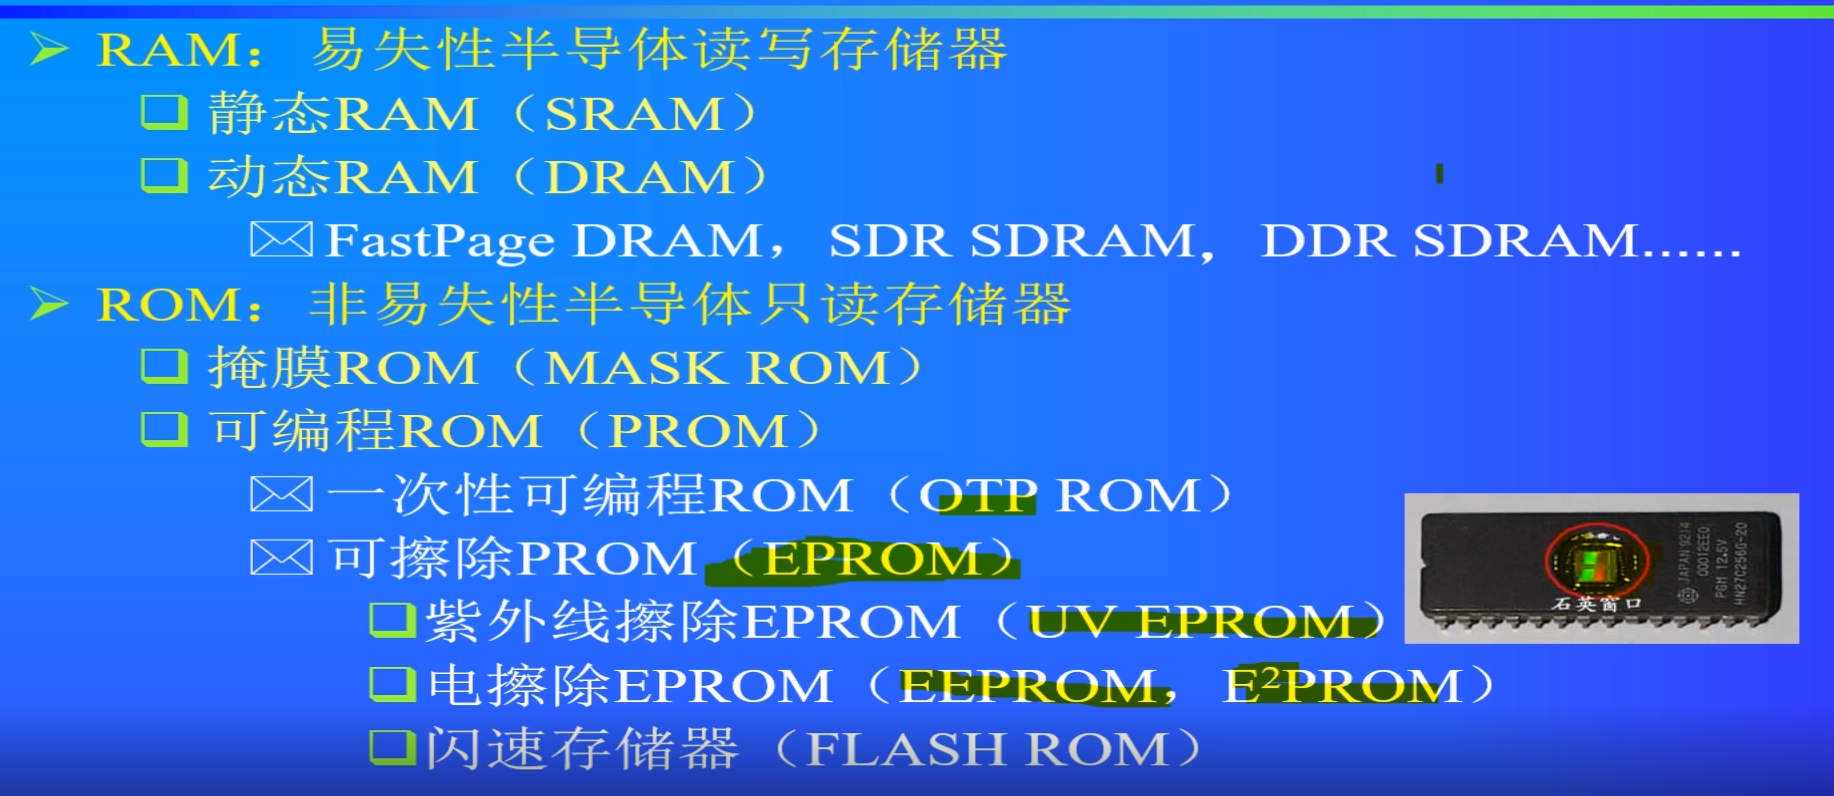 RAM：易失性半导体读写存储器
静态RAM（SRAM）
动态RAM（DRAM）
FastPage DRAM，SDR SDRAM，DDR SDRAM......
ROM：非易失性半导体只读存储器
掩膜ROM（MASK ROM）
可编程ROM（PROM）
一次性可编程ROM（OTP ROM）
可擦除PROM（EPROM）
紫外线擦除EPROM（UV EPROM）
电擦除EPROM（EEPROM，E²PROM）
闪速存储器（FLASH ROM）
石英窗口
JAPAN 9214
00012EE0
PGM 12.5V
HN27C256G-20